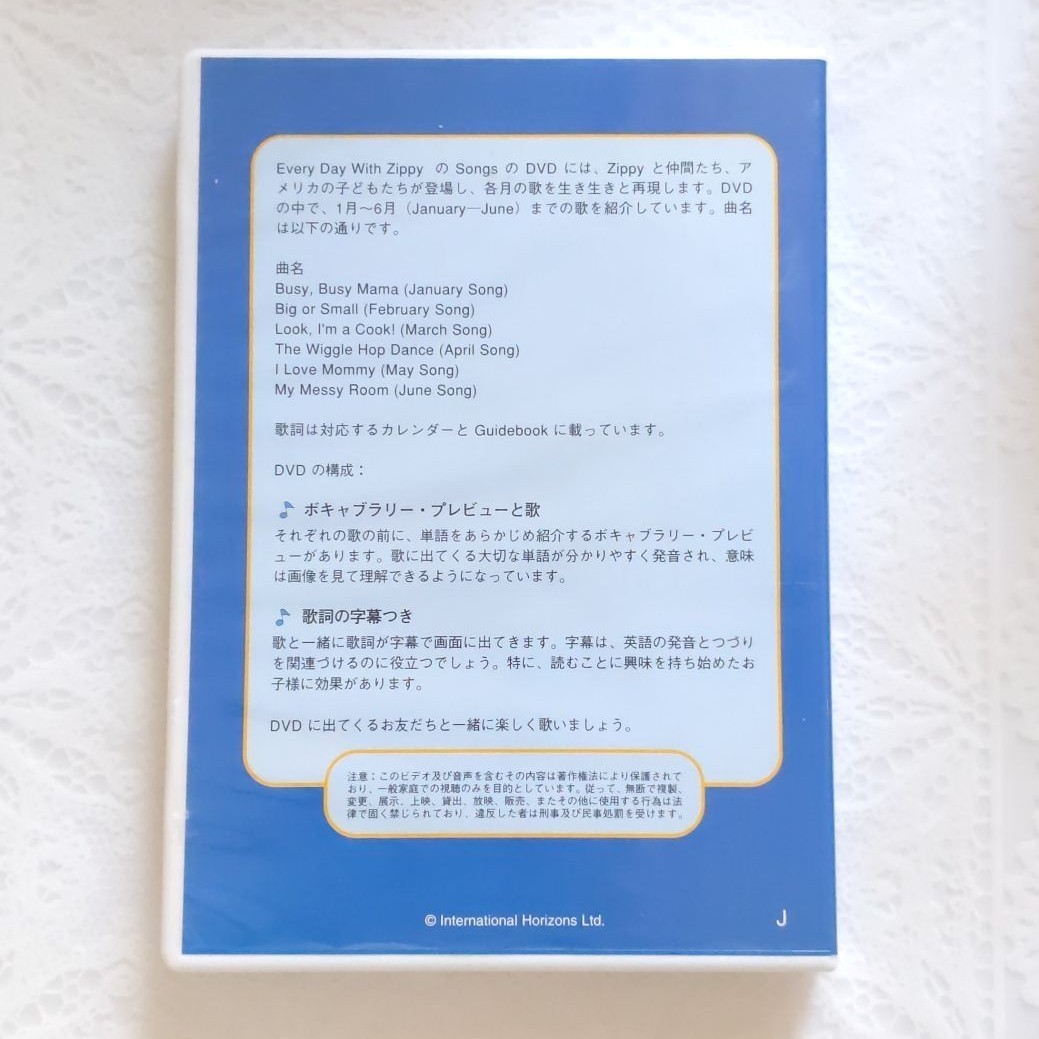 Every Day With Zippy の Songs の DVD には、Zippy と仲間たち、ア
メリカの子どもたちが登場し、各月の歌を生き生きと再現します。DVD
の中で、1月～6月（January—June）までの歌を紹介しています。曲名
は以下の通りです。
曲名
Busy, Busy Mama (January Song)
Big or Small (February Song)
Look, I'm a Cook! (March Song)
The Wiggle Hop Dance (April Song)
I Love Mommy (May Song)
My Messy Room (June Song)
歌詞は対応するカレンダーと Guidebook に載っています。
DVD の構成：
ボキャブラリー・プレビューと歌
それぞれの歌の前に、単語をあらかじめ紹介するボキャブラリー・プレビ
ューがあります。歌に出てくる大切な単語が分かりやすく発音され、意味
は画像を見て理解できるようになっています。
歌詞の字幕つき
歌と一緒に歌詞が字幕で画面に出てきます。字幕は、英語の発音とつづり
を関連づけるのに役立つでしょう。特に、読むことに興味を持ち始めたお
子様に効果があります。
DVD に出てくるお友だちと一緒に楽しく歌いましょう。
注意：このビデオ及び音声を含むその内容は著作権法により保護されて
おり、一般家庭での視聴のみを目的としています。従って、無断で複製、
変更、展示、上映、貸出、放映、販売、またその他に使用する行為は法
律で固く禁じられており、違反した者は刑事及び民事処罰を受けます。
© International Horizons Ltd.
J